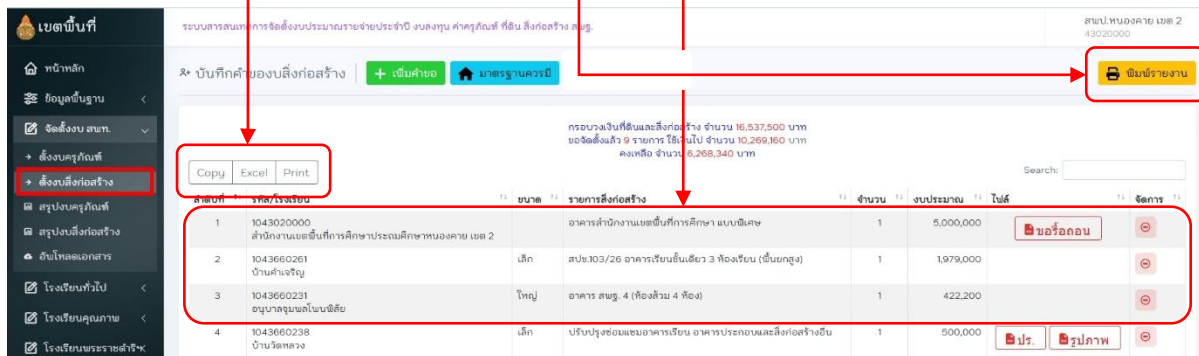 เขตพื้นที่
ระบบสารสนเทศการจัดตั้งงบประมาณรายจ่ายประจำปี งบลงทุน ค่าครุภัณฑ์ ที่ดิน สิ่งก่อสร้าง สพฐ.
สพป.หนองคาย เขต 2
43020000
หน้าหลัก
ข้อมูลพื้นฐาน
จัดตั้งงบ สพท.
ตั้งงบครุภัณฑ์
ตั้งงบสิ่งก่อสร้าง
สรุปงบครุภัณฑ์
สรุปงบสิ่งก่อสร้าง
อัปโหลดเอกสาร
โรงเรียนทั่วไป
โรงเรียนคุณภาพ
โรงเรียนพระราชดำริฯ
บันทึกคำของบสิ่งก่อสร้าง
+ เพิ่มคำขอ
มาตรฐานควรมี
พิมพ์รายงาน
กรอบวงเงินที่ดินและสิ่งก่อสร้าง จำนวน 16,537,500 บาท
ขอจัดตั้งแล้ว 9 รายการ ใช้เงินไป จำนวน 10,269,160 บาท
คงเหลือ จำนวน 6,268,340 บาท
Copy Excel Print
Search:
ลำดับที่ รหัส/โรงเรียน ขนาด รายการสิ่งก่อสร้าง จำนวน งบประมาณ ไฟล์ จัดการ
1 1043020000 อาคารสำนักงานเขตพื้นที่การศึกษา แบบพิเศษ 1 5,000,000 ขอรื้อถอน
สำนักงานเขตพื้นที่การศึกษาประถมศึกษาหนองคาย เขต 2
2 1043660261 เล็ก สปช.103/26 อาคารเรียนชั้นเดียว 3 ห้องเรียน (พื้นยกสูง) 1 1,979,000
บ้านคำเจริญ
3 1043660231 ใหญ่ อาคาร สพฐ. 4 (ห้องส้วม 4 ห้อง) 1 422,200
อนุบาลจุมพลโพนพิสัย
4 1043660238 เล็ก ปรับปรุงซ่อมแซมอาคารเรียน อาคารประกอบและสิ่งก่อสร้างอื่น 1 500,000 ปร. รูปภาพ
บ้านวัดหลวง